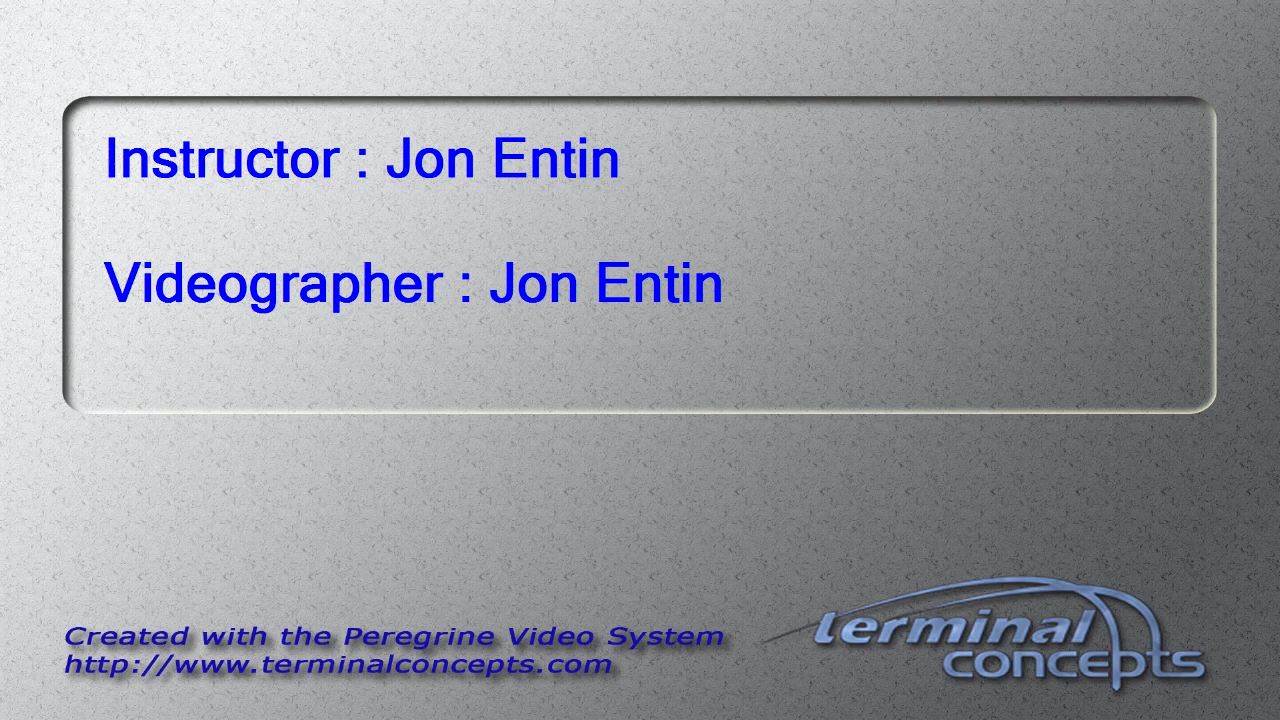 Instructor : Jon Entin
Videographer : Jon Entin
Created with the Peregrine Video System
http://www.terminalconcepts.com
terminal
concepts